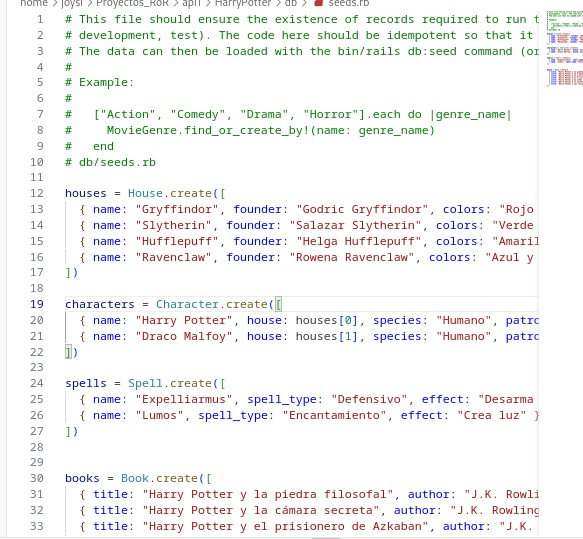 home > joysi > Proyectos_RoR > api1 > HarryPotter > db > seeds.rb
1 # This file should ensure the existence of records required to run t
2 # development, test). The code here should be idempotent so that it
3 # The data can then be loaded with the bin/rails db:seed command (or
4 #
5 # Example:
6 #
7 #   ["Action", "Comedy", "Drama", "Horror"].each do |genre_name|
8 #     MovieGenre.find_or_create_by!(name: genre_name)
9 #   end
10 # db/seeds.rb
11
12 houses = House.create([
13   { name: "Gryffindor", founder: "Godric Gryffindor", colors: "Rojo
14   { name: "Slytherin", founder: "Salazar Slytherin", colors: "Verde
15   { name: "Hufflepuff", founder: "Helga Hufflepuff", colors: "Amaril
16   { name: "Ravenclaw", founder: "Rowena Ravenclaw", colors: "Azul y
17 ])
18
19 characters = Character.create([
20   { name: "Harry Potter", house: houses[0], species: "Humano", patro
21   { name: "Draco Malfoy", house: houses[1], species: "Humano", patro
22 ])
23
24 spells = Spell.create([
25   { name: "Expelliarmus", spell_type: "Defensivo", effect: "Desarma
26   { name: "Lumos", spell_type: "Encantamiento", effect: "Crea luz" }
27 ])
28
29
30 books = Book.create([
31   { title: "Harry Potter y la piedra filosofal", author: "J.K. Rowli
32   { title: "Harry Potter y la cámara secreta", author: "J.K. Rowling
33   { title: "Harry Potter y el prisionero de Azkaban", author: "J.K.